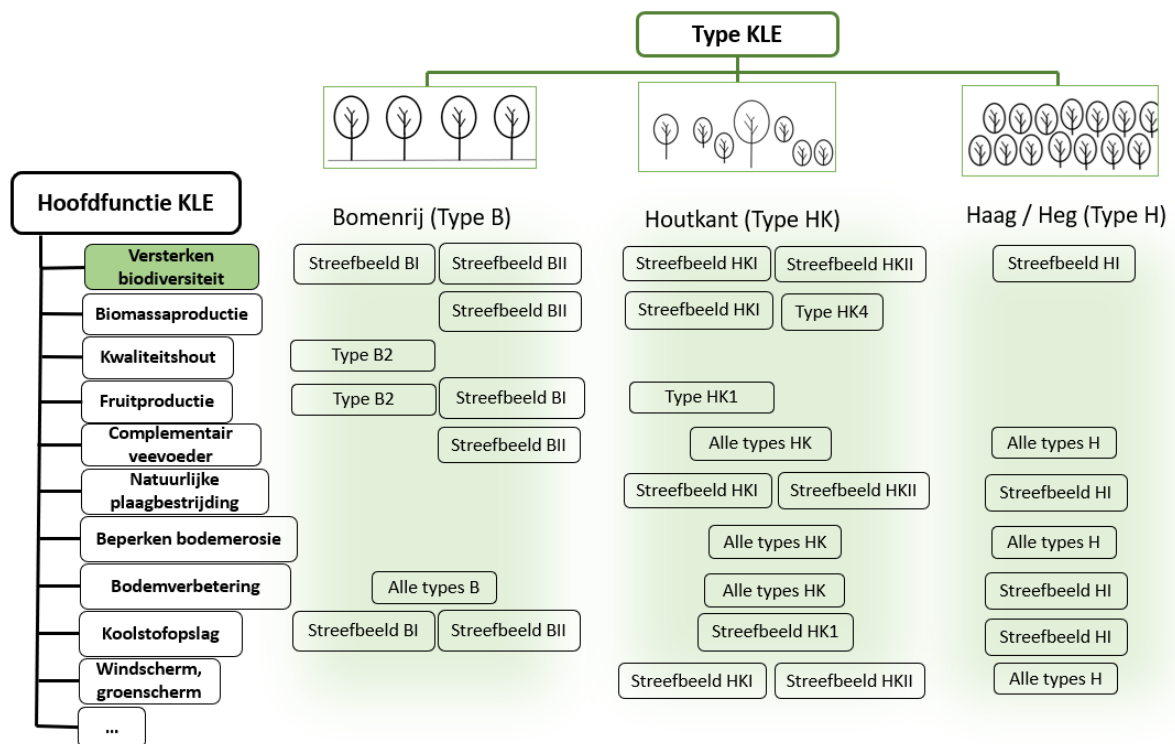 Type KLE
Hoofdfunctie KLE
Bomenrij (Type B)
Houtkant (Type HK)
Haag / Heg (Type H)
Versterken
biodiversiteit
Streefbeeld BI
Streefbeeld BII
Streefbeeld HKI
Streefbeeld HKII
Streefbeeld HI
Biomassaproductie
Streefbeeld BII
Streefbeeld HKI
Type HK4
Kwaliteitshout
Type B2
Fruitproductie
Type B2
Streefbeeld BI
Type HK1
Complementair
veevoeder
Streefbeeld BII
Alle types HK
Alle types H
Natuurlijke
plaagbestrijding
Streefbeeld HKI
Streefbeeld HKII
Streefbeeld HI
Beperken bodemerosie
Alle types HK
Alle types H
Bodemverbetering
Alle types B
Alle types HK
Streefbeeld HI
Koolstofopslag
Streefbeeld BI
Streefbeeld BII
Streefbeeld HK1
Streefbeeld HI
Windscherm,
groenscherm
Streefbeeld HKI
Streefbeeld HKII
Alle types H
...